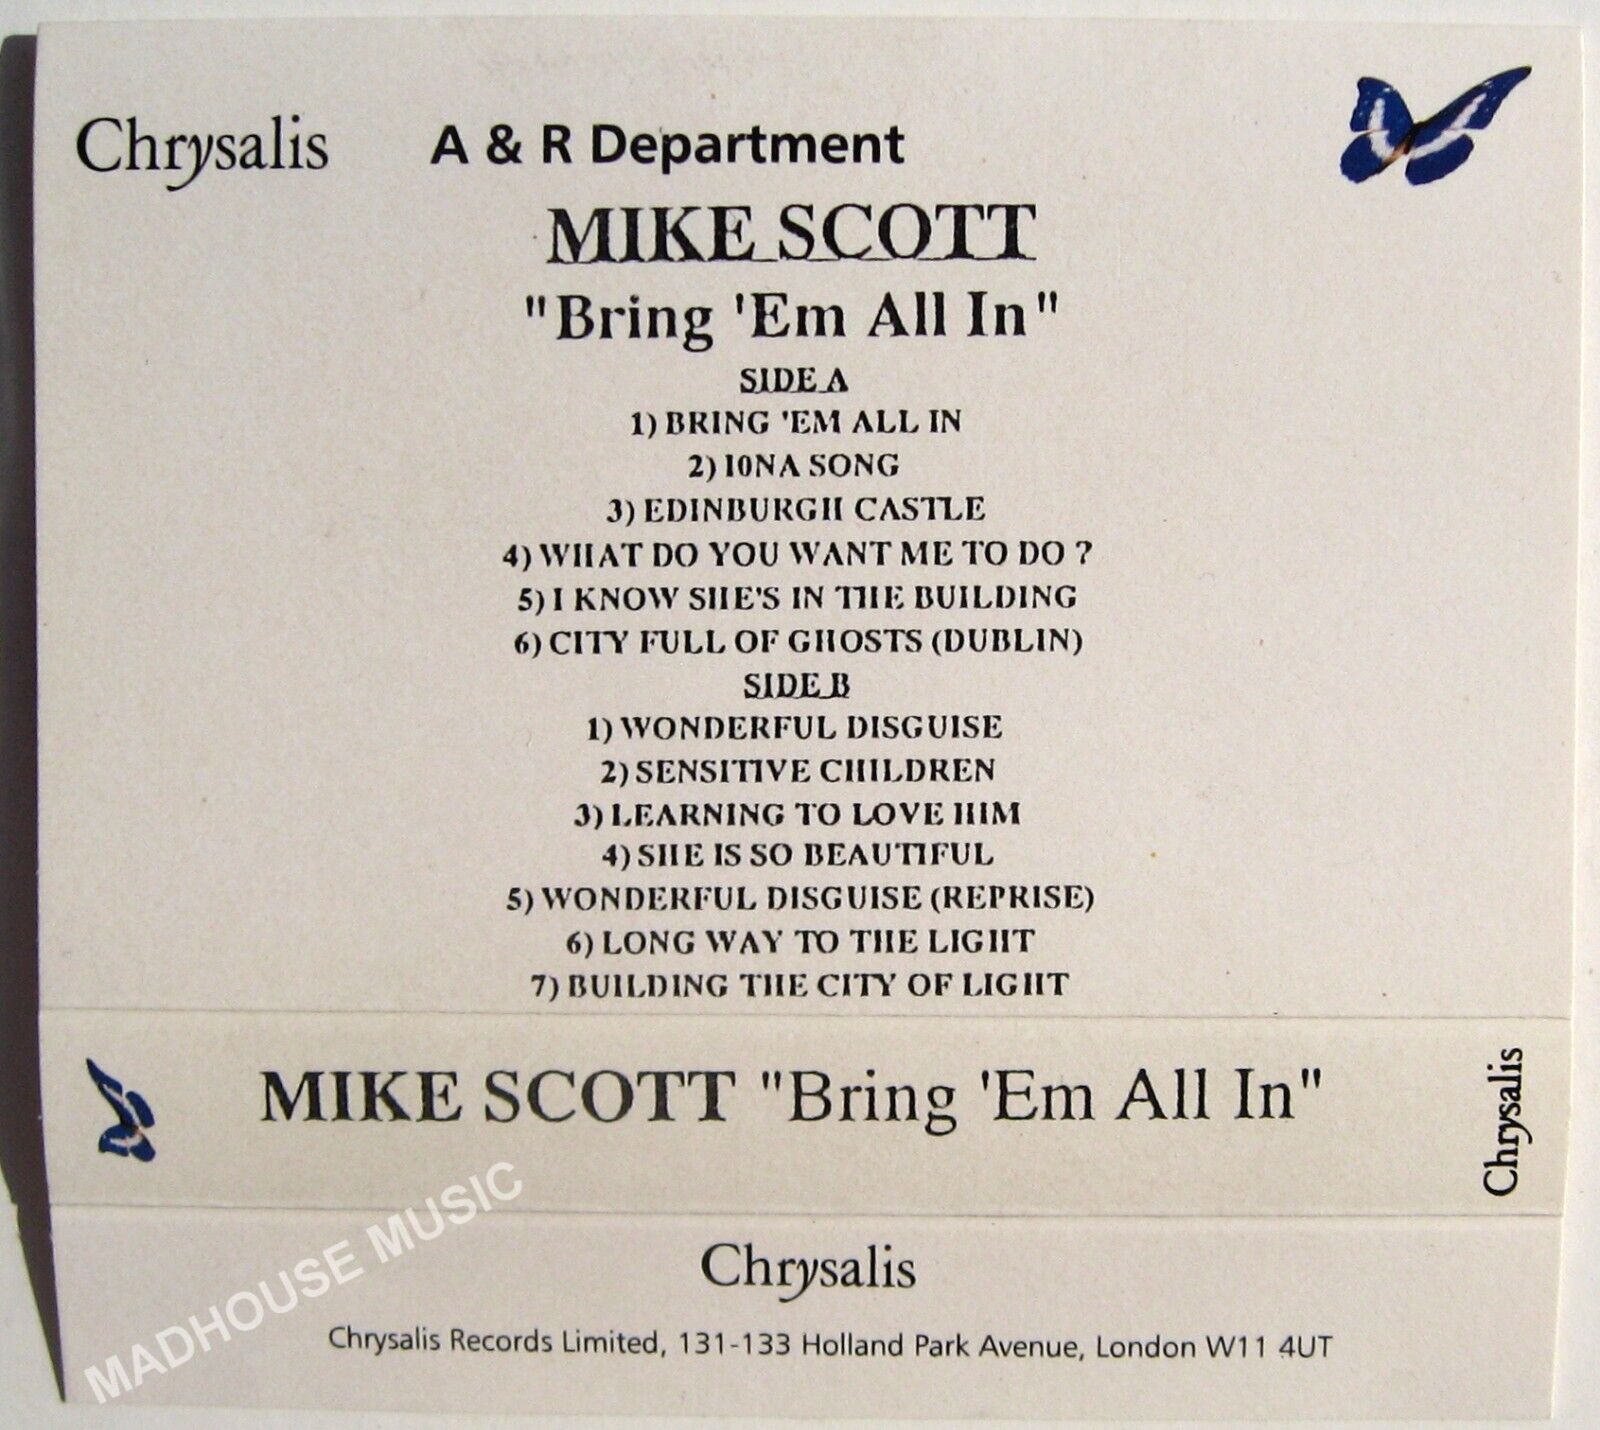 Chrysalis A & R Department
MIKE SCOTT
"Bring 'Em All In"
SIDE A
1) BRING 'EM ALL IN
2) I0NA SONG
3) EDINBURGH CASTLE
4) WHAT DO YOU WANT ME TO DO ?
5) I KNOW SHE'S IN THE BUILDING
6) CITY FULL OF GHOSTS (DUBLIN)
SIDE B
1) WONDERFUL DISGUISE
2) SENSITIVE CHILDREN
3) LEARNING TO LOVE HIM
4) SHE IS SO BEAUTIFUL
5) WONDERFUL DISGUISE (REPRISE)
6) LONG WAY TO THE LIGHT
7) BUILDING THE CITY OF LIGHT
MIKE SCOTT "Bring 'Em All In"
Chrysalis
Chrysalis
Chrysalis Records Limited, 131-133 Holland Park Avenue, London W11 4UT
MADHOUSE MUSIC